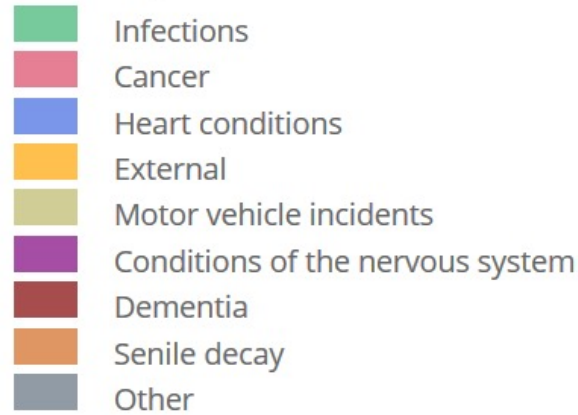 Infections
Cancer
Heart conditions
External
Motor vehicle incidents
Conditions of the nervous system
Dementia
Senile decay
Other